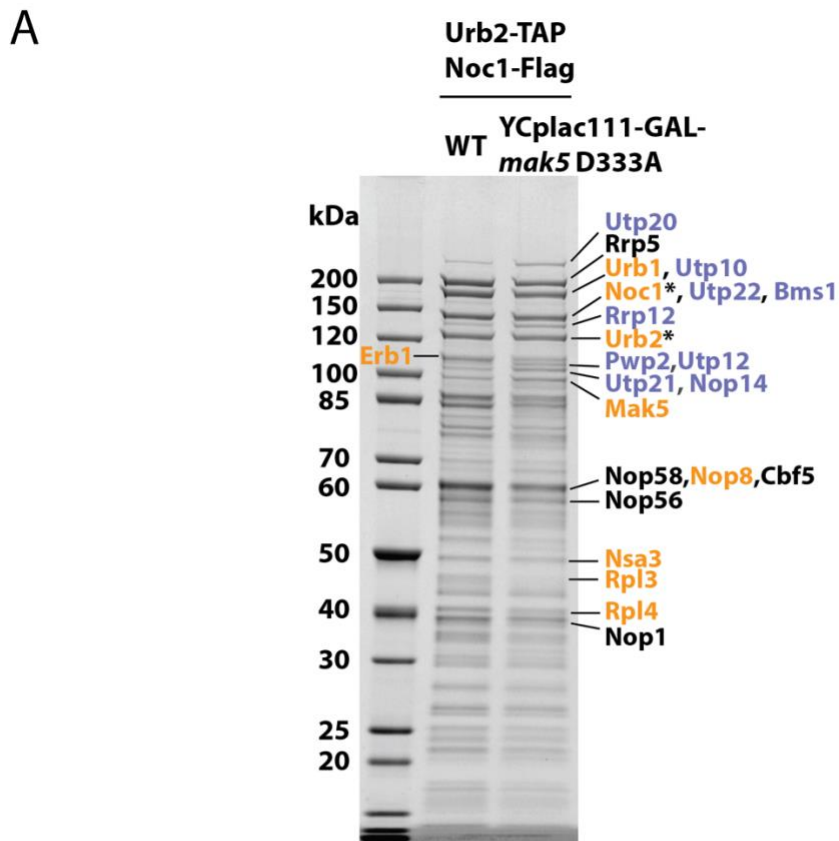 A
Urb2-TAP
Noc1-Flag
WT
YCplac111-GAL-
mak5 D333A
kDa
200
150
120
100
85
70
60
50
40
30
25
20
Erb1
Utp20
Rrp5
Urb1, Utp10
Noc1*, Utp22, Bms1
Rrp12
Urb2*
Pwp2,Utp12
Utp21, Nop14
Mak5
Nop58,Nop8,Cbf5
Nop56
Nsa3
Rpl3
Rpl4
Nop1